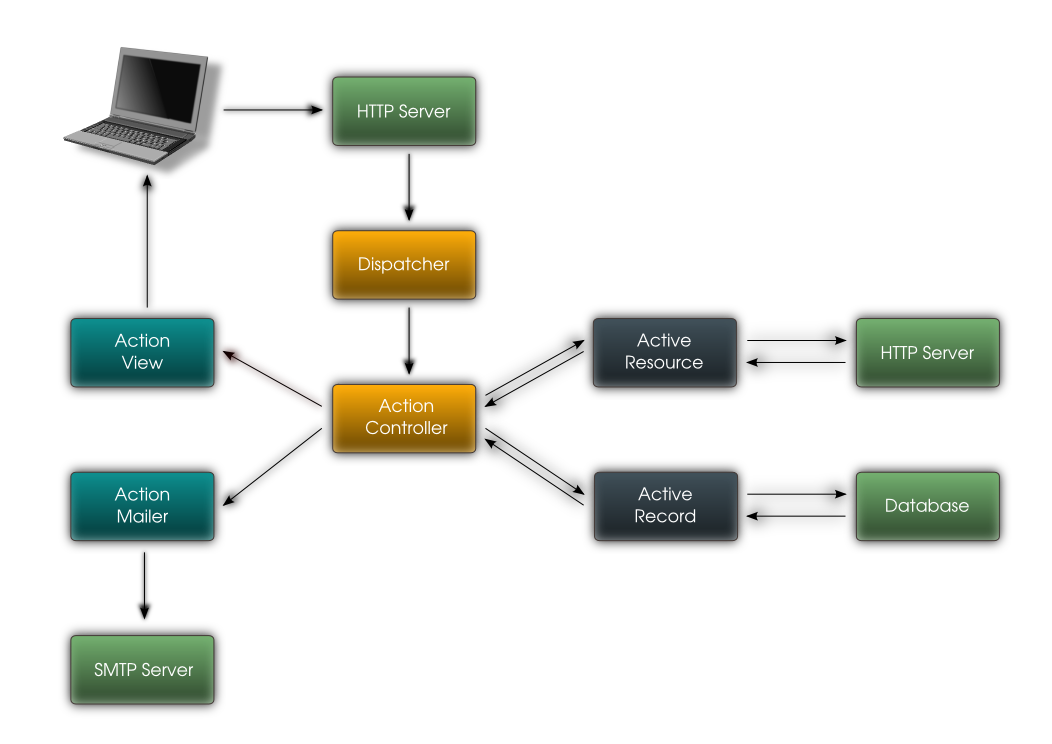 HTTP Server
Dispatcher
Action
View
Active
Resource
HTTP Server
Action
Controller
Action
Mailer
Active
Record
Database
SMTP Server